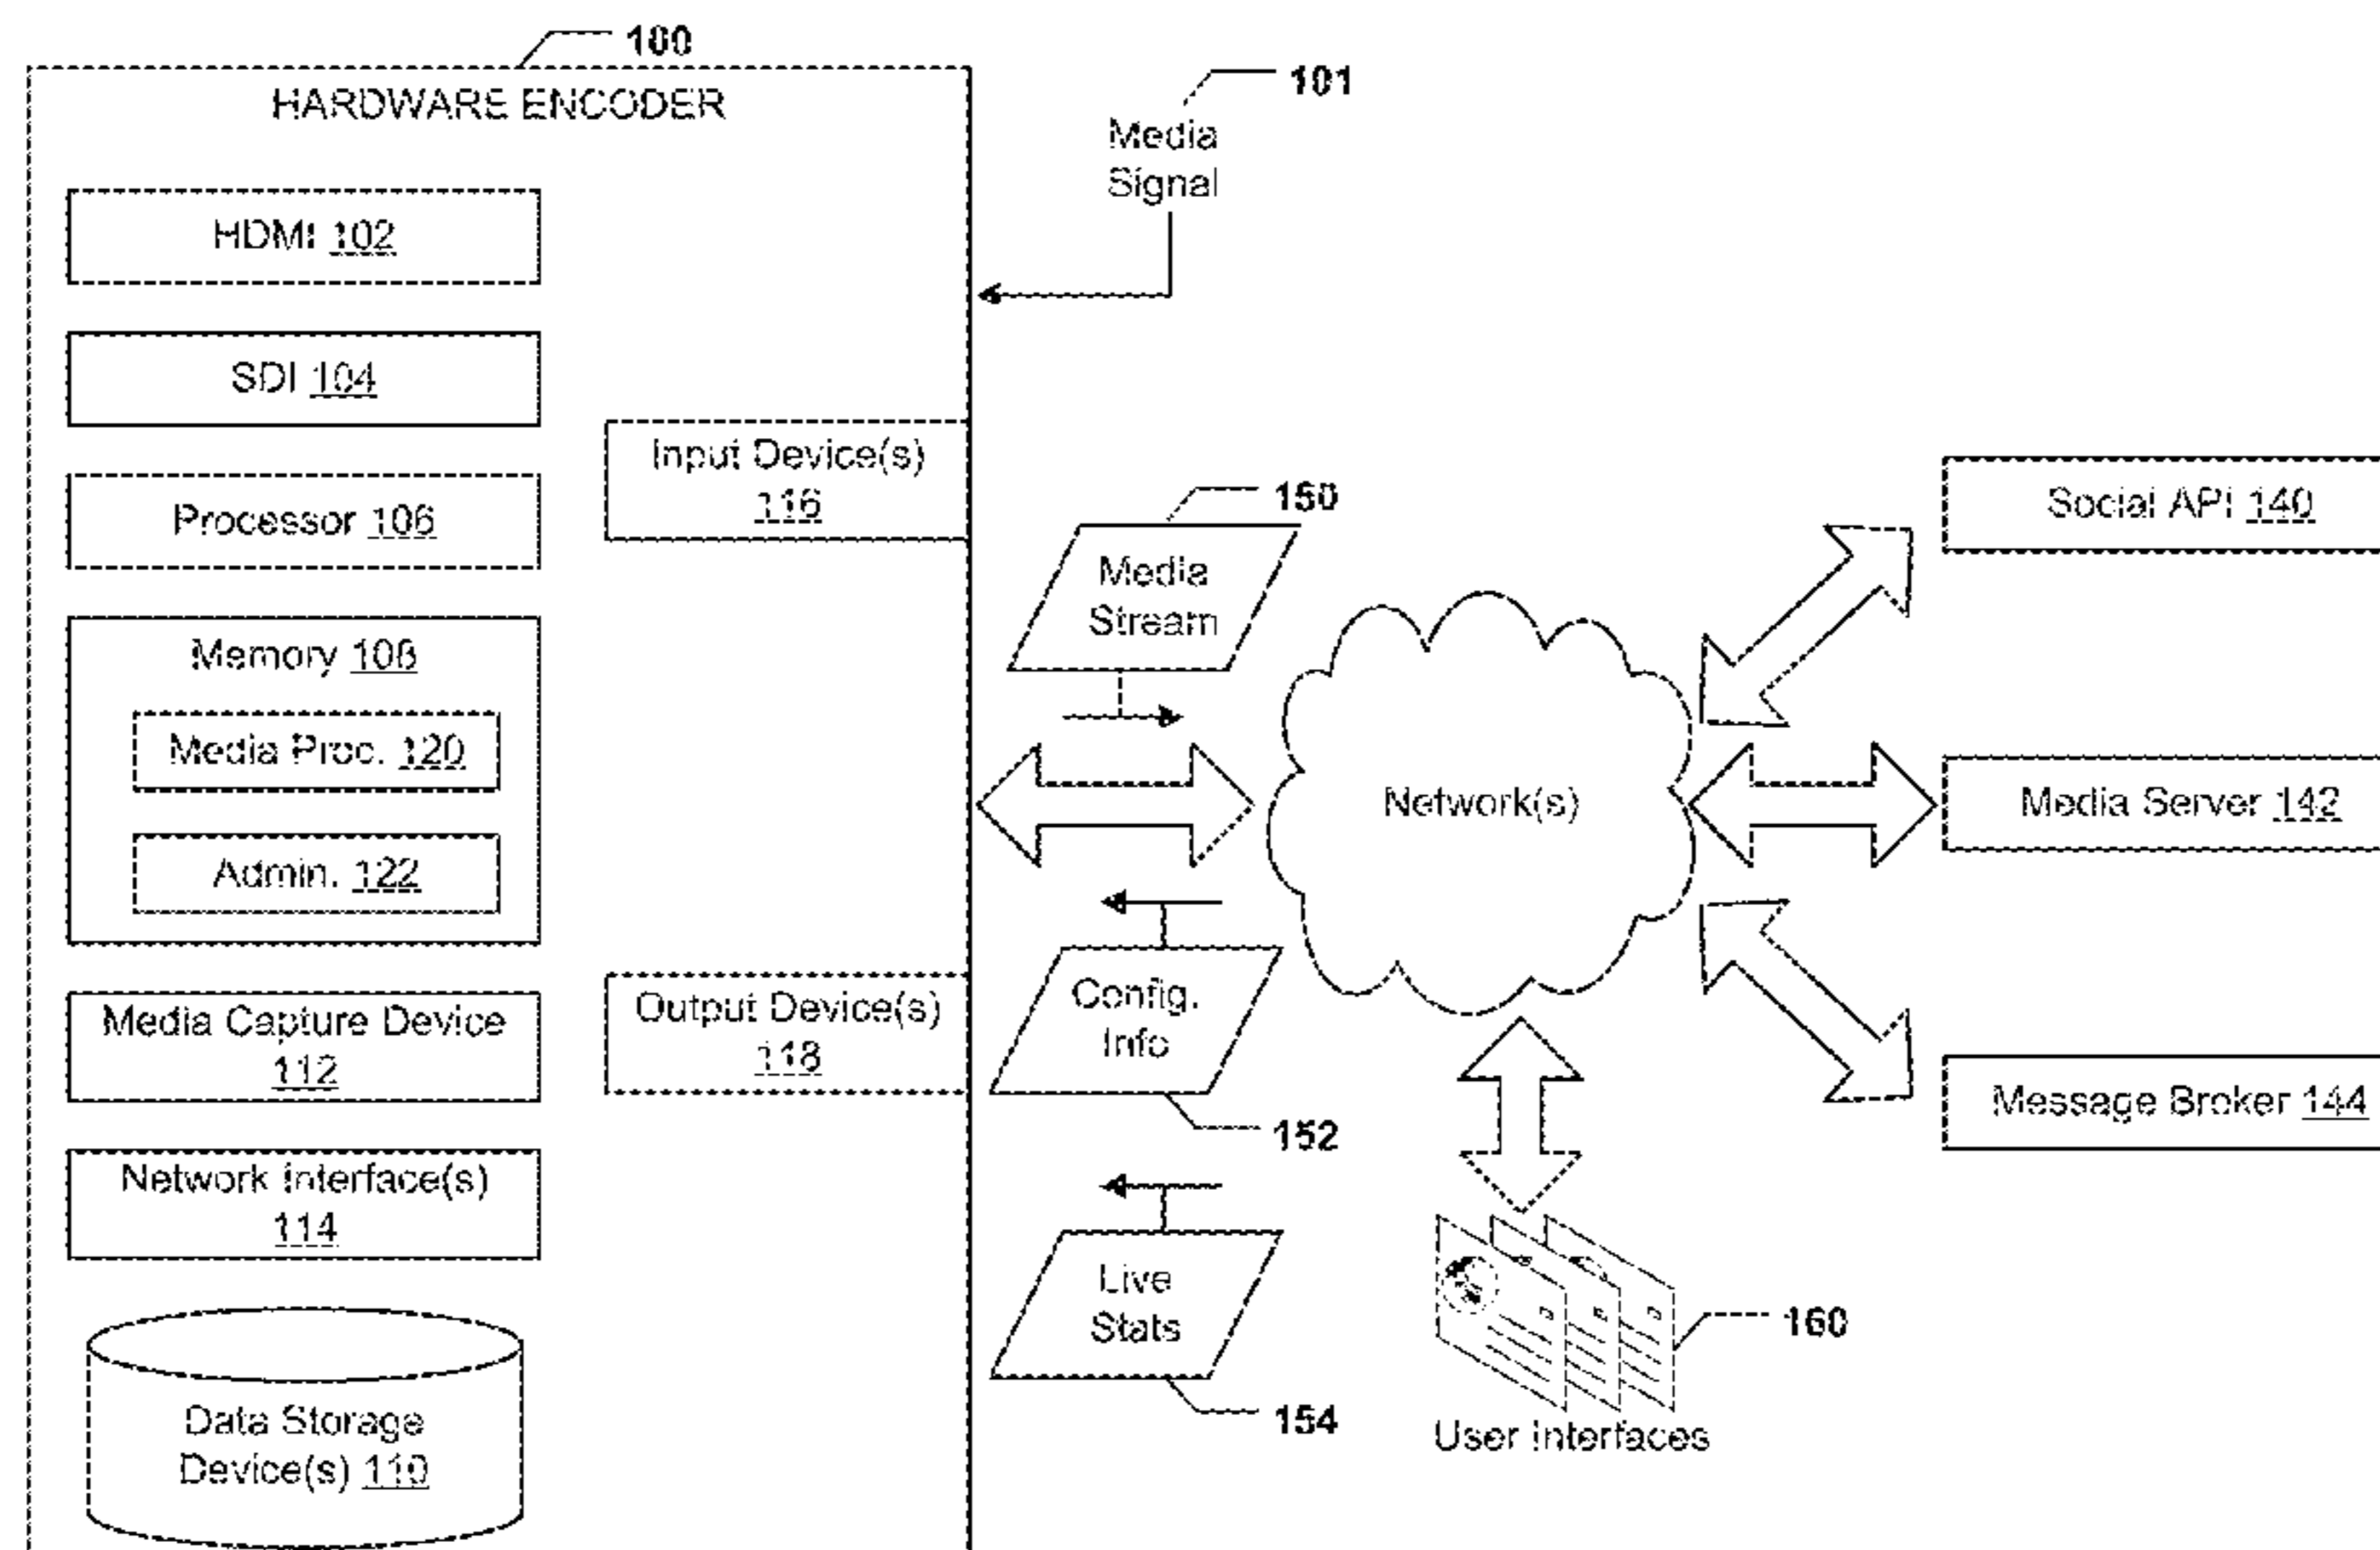 100
HARDWARE ENCODER
HDMI 102
SDI 104
Processor 106
Memory 108
Media Proc. 120
Admin. 122
Media Capture Device
112
Network Interface(s)
114
Data Storage
Device(s) 110
Input Device(s)
116
Output Device(s)
118
101
Media
Signal
150
Media
Stream
Config.
Info
152
Live
Stats
154
Network(s)
160
User Interfaces
Social API 140
Media Server 142
Message Broker 144